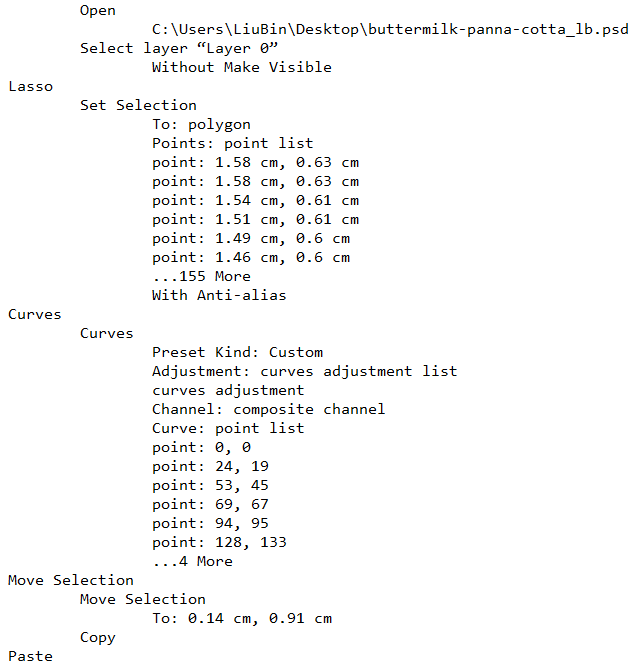 Open
C:\Users\LiuBin\Desktop\buttermilk-panna-cotta_lb.psd
Select layer “Layer 0”
Without Make Visible
Lasso
Set Selection
To: polygon
Points: point list
point: 1.58 cm, 0.63 cm
point: 1.58 cm, 0.63 cm
point: 1.54 cm, 0.61 cm
point: 1.51 cm, 0.61 cm
point: 1.49 cm, 0.6 cm
point: 1.46 cm, 0.6 cm
...155 More
With Anti-alias
Curves
Curves
Preset Kind: Custom
Adjustment: curves adjustment list
curves adjustment
Channel: composite channel
Curve: point list
point: 0, 0
point: 24, 19
point: 53, 45
point: 69, 67
point: 94, 95
point: 128, 133
...4 More
Move Selection
Move Selection
To: 0.14 cm, 0.91 cm
Copy
Paste